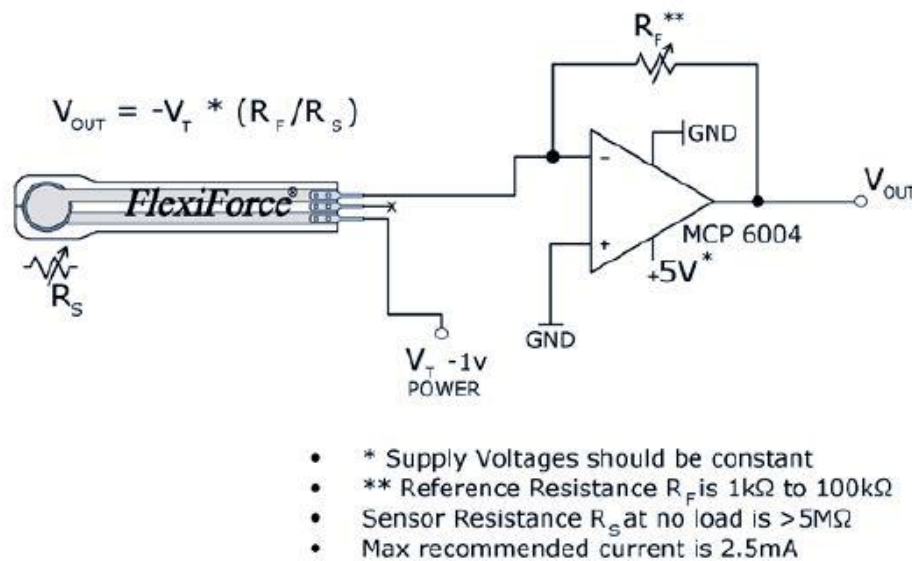 R_F **
V_OUT = -V_T * (R_F/R_S)
GND
FlexiForce®
V_OUT
MCP 6004
+5V*
R_S
GND
V_T -1v
POWER
• * Supply Voltages should be constant
• ** Reference Resistance R_F is 1kΩ to 100kΩ
• Sensor Resistance R_S at no load is >5MΩ
• Max recommended current is 2.5mA